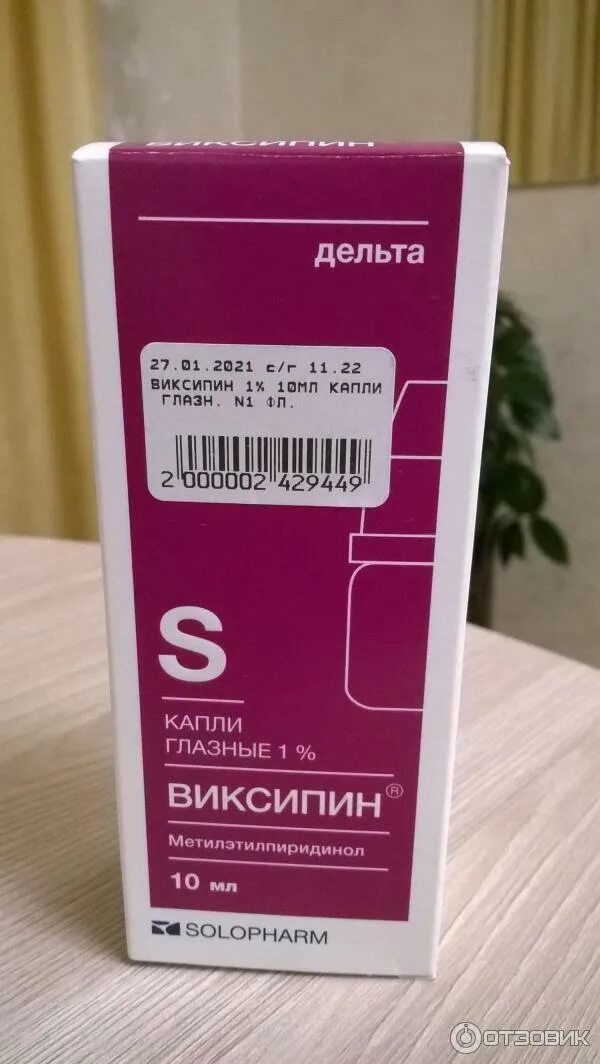 ВИКСИПИН
дельта
27.01.2021 с/г 11.22
ВИКСИПИН 1% 10МЛ КАПЛИ
ГЛАЗН. N1 ФЛ.
2 000002 429449
S
КАПЛИ
ГЛАЗНЫЕ 1 %
ВИКСИПИН®
Метилэтилпиридинол
10 мл
SOLOPHARM
ОТЗОВИК